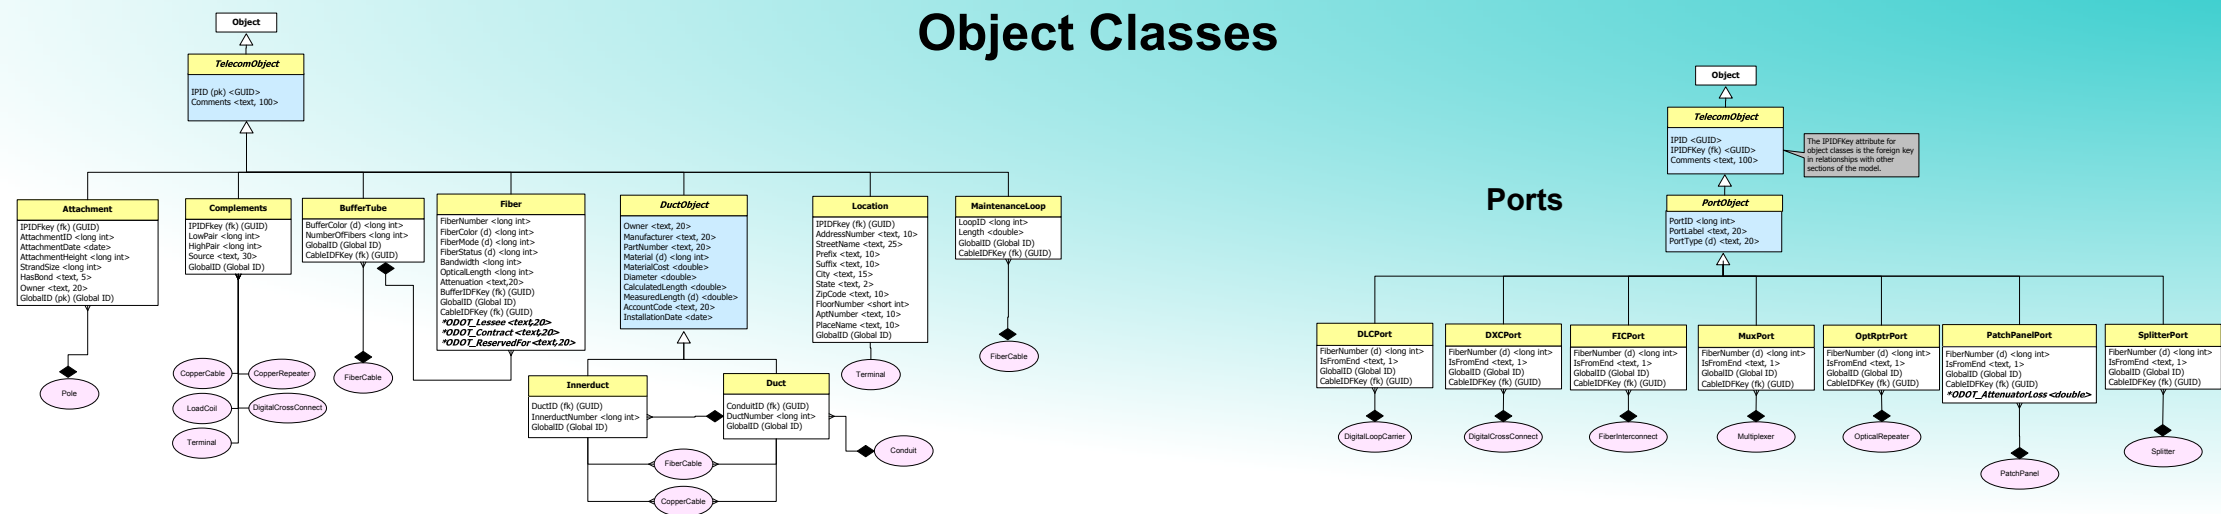 Object Classes
Object
TelecomObject
IPID (pk) <GUID>
Comments <text, 100>
Attachment
IPIDFkey (fk) (GUID)
AttachmentID <long int>
AttachmentDate <date>
AttachmentHeight <long int>
StrandSize <long int>
HasBond <text, 5>
Owner <text, 20>
GlobalID (pk) (Global ID)
Pole
Complements
IPIDFKey (fk) (GUID)
LowPair <long int>
HighPair <long int>
Source <text, 30>
GlobalID (Global ID)
CopperCable
CopperRepeater
LoadCoil
DigitalCrossConnect
Terminal
BufferTube
BufferColor (d) <long int>
NumberOfFibers <long int>
GlobalID (Global ID)
CableIDFKey (fk) (GUID)
FiberCable
Fiber
FiberNumber <long int>
FiberColor (d) <long int>
FiberMode (d) <long int>
FiberStatus (d) <long int>
Bandwidth <long int>
OpticalLength <long int>
Attenuation <text,20>
BufferIDFKey (fk) (GUID)
GlobalID (Global ID)
CableIDFKey (fk) (GUID)
*ODOT_Lessee <text,20>
*ODOT_Contract <text,20>
*ODOT_ReservedFor <text,20>
DuctObject
Owner <text, 20>
Manufacturer <text, 20>
PartNumber <text, 20>
Material (d) <long int>
MaterialCost <double>
Diameter <double>
CalculatedLength <double>
MeasuredLength (d) <double>
AccountCode <text, 20>
InstallationDate <date>
Innerduct
DuctID (fk) (GUID)
InnerductNumber <long int>
GlobalID (Global ID)
Duct
ConduitID (fk) (GUID)
DuctNumber <long int>
GlobalID (Global ID)
Conduit
FiberCable
CopperCable
Location
IPIDFKey (fk) (GUID)
AddressNumber <text, 10>
StreetName <text, 25>
Prefix <text, 10>
Suffix <text, 10>
City <text, 15>
State <text, 2>
ZipCode <text, 10>
FloorNumber <short int>
AptNumber <text, 10>
PlaceName <text, 10>
GlobalID (Global ID)
Terminal
MaintenanceLoop
LoopID <long int>
Length <double>
GlobalID (Global ID)
CableIDFKey (fk) (GUID)
FiberCable
Ports
Object
TelecomObject
IPID <GUID>
IPIDFKey (fk) <GUID>
Comments <text, 100>
The IPIDFKey attribute for
object classes is the foreign key
in relationships with other
sections of the model.
PortObject
PortID <long int>
PortLabel <text, 20>
PortType (d) <text, 20>
DLCPort
FiberNumber (d) <long int>
IsFromEnd <text, 1>
GlobalID (Global ID)
CableIDFKey (fk) (GUID)
DigitalLoopCarrier
DXCPort
FiberNumber (d) <long int>
IsFromEnd <text, 1>
GlobalID (Global ID)
CableIDFKey (fk) (GUID)
DigitalCrossConnect
FICPort
FiberNumber (d) <long int>
IsFromEnd <text, 1>
GlobalID (Global ID)
CableIDFKey (fk) (GUID)
FiberInterconnect
MuxPort
FiberNumber (d) <long int>
IsFromEnd <text, 1>
GlobalID (Global ID)
CableIDFKey (fk) (GUID)
Multiplexer
OptRptrPort
FiberNumber (d) <long int>
IsFromEnd <text, 1>
GlobalID (Global ID)
CableIDFKey (fk) (GUID)
OpticalRepeater
PatchPanelPort
FiberNumber (d) <long int>
IsFromEnd <text, 1>
GlobalID (Global ID)
CableIDFKey (fk) (GUID)
*ODOT_AttenuatorLoss <double>
PatchPanel
SplitterPort
FiberNumber (d) <long int>
IsFromEnd <text, 1>
GlobalID (Global ID)
CableIDFKey (fk) (GUID)
Splitter